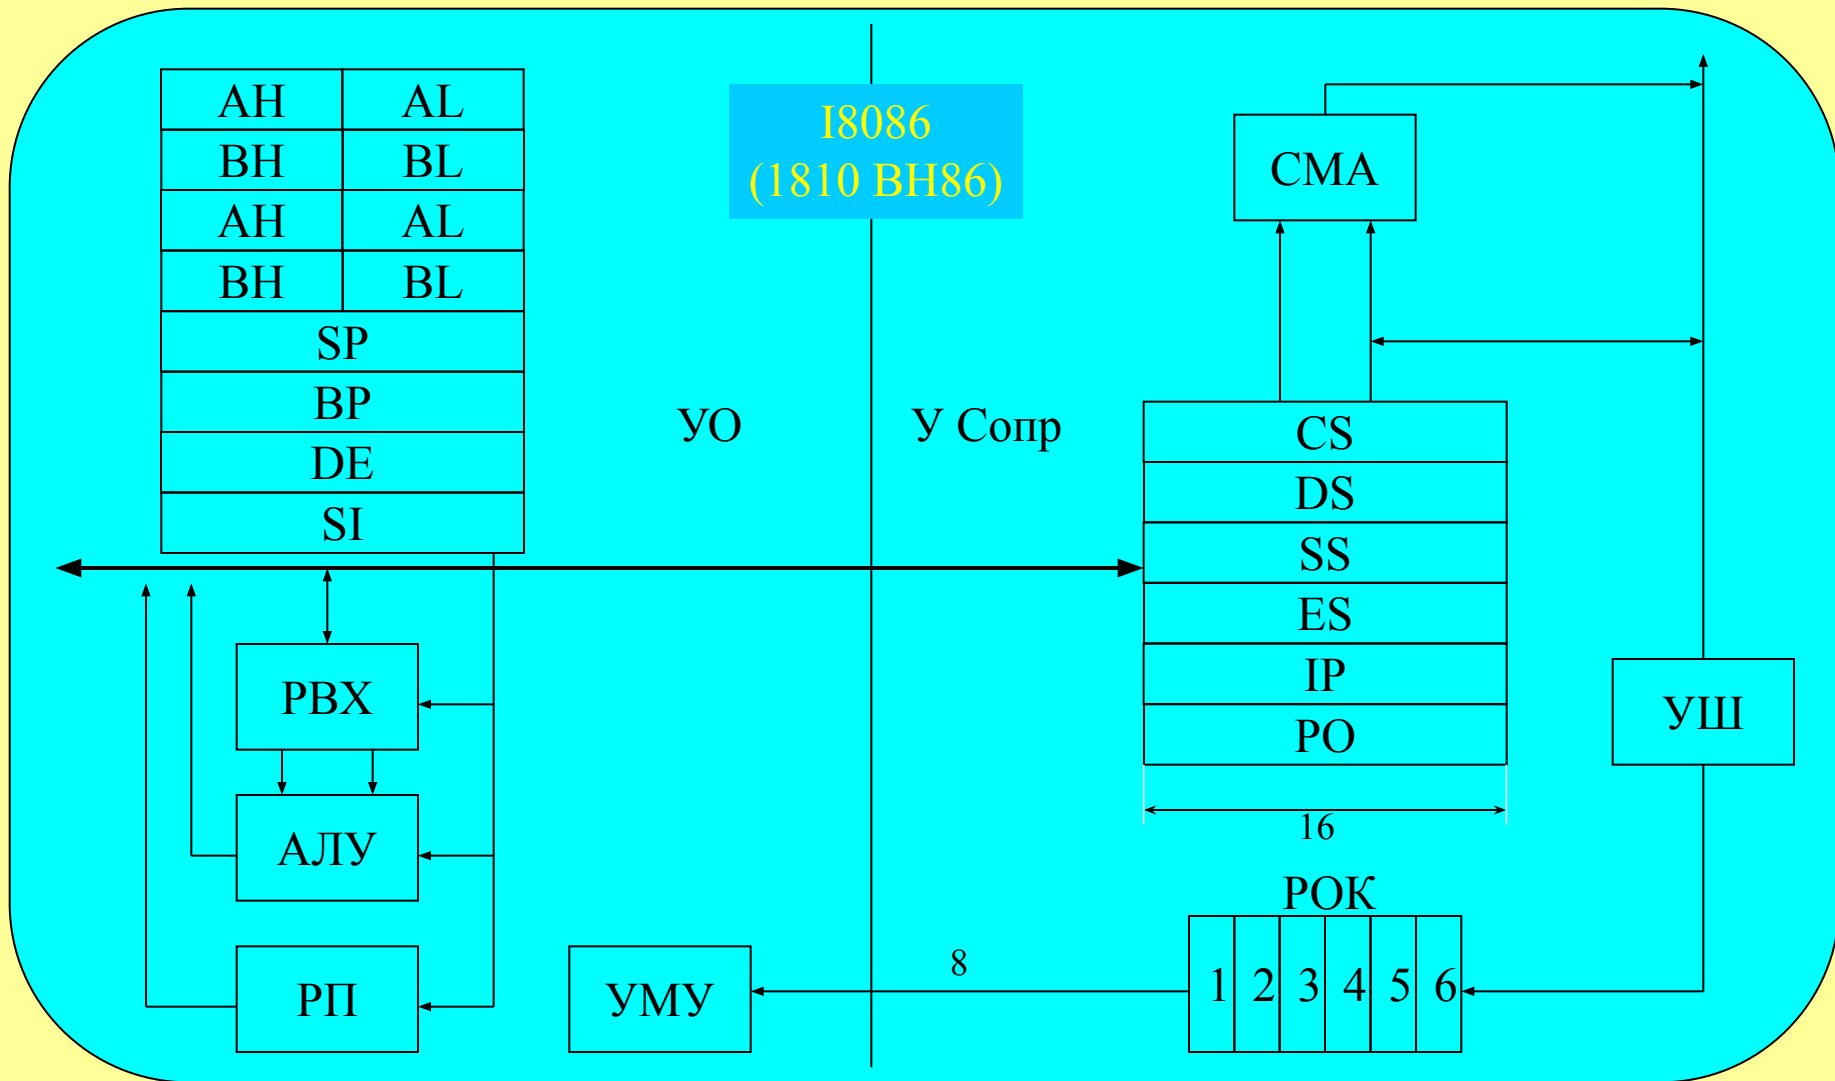 I8086
(1810 ВН86)
AH AL
BH BL
AH AL
BH BL
SP
BP
DE
SI
УО
У Сопр
СМА
CS
DS
SS
ES
IP
РО
16
РВХ
АЛУ
РП
УМУ
8
РОК
1 2 3 4 5 6
УШ